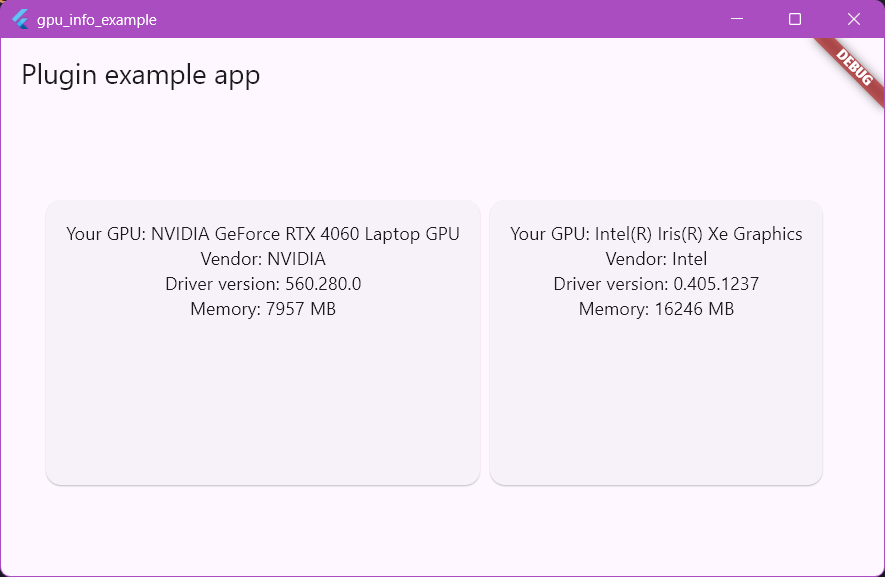 gpu_info_example
DEBUG
Plugin example app
Your GPU: NVIDIA GeForce RTX 4060 Laptop GPU
Vendor: NVIDIA
Driver version: 560.280.0
Memory: 7957 MB
Your GPU: Intel(R) Iris(R) Xe Graphics
Vendor: Intel
Driver version: 0.405.1237
Memory: 16246 MB